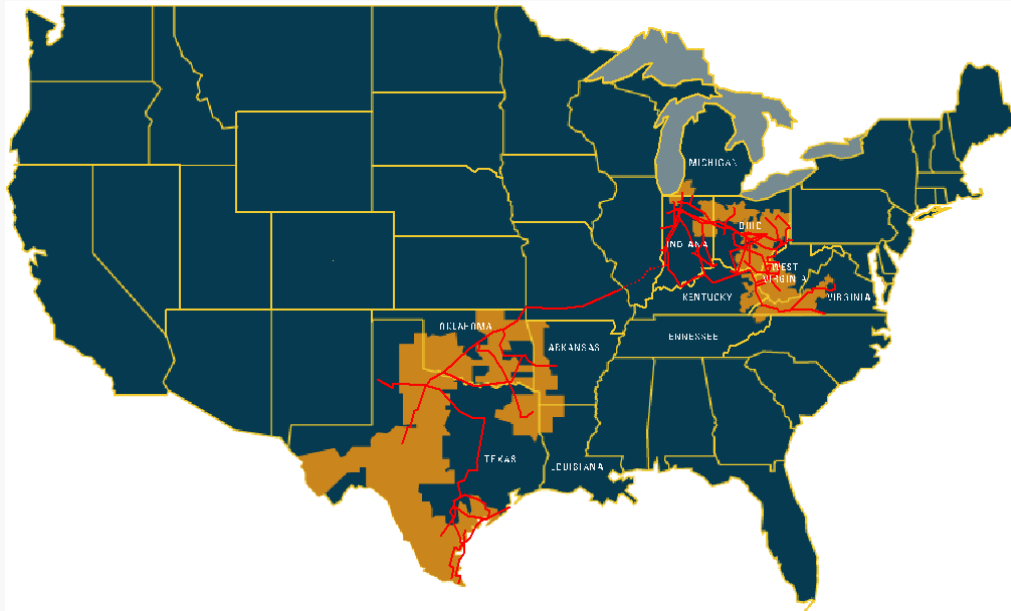 MICHIGAN
OHIO
INDIANA
WEST
VIRGINIA
KENTUCKY
VIRGINIA
OKLAHOMA
ENNESSEE
ARKANSAS
TEXAS
LOUISIANA